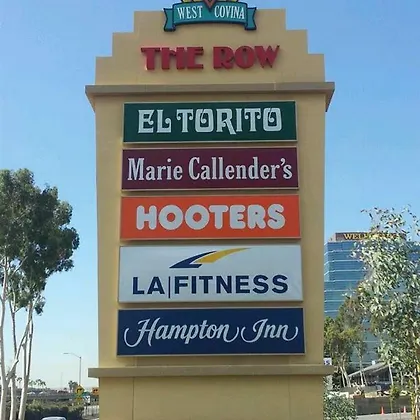 WEST COVINA
THE ROW
EL TORITO
Marie Callender's
HOOTERS
LA|FITNESS
Hampton Inn